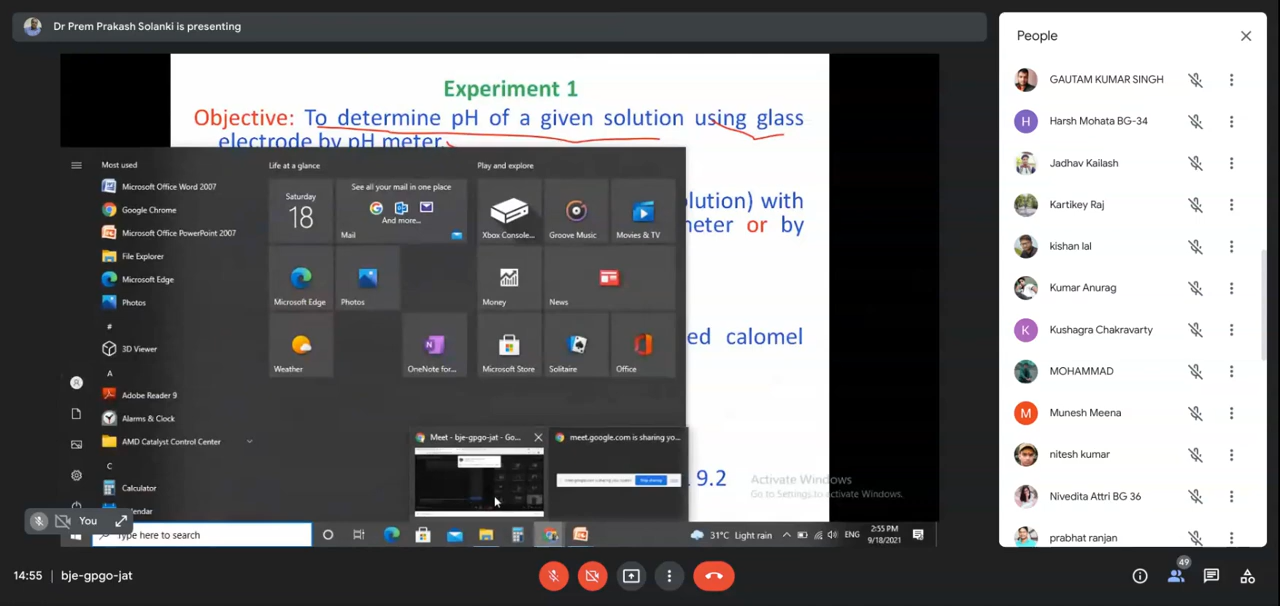 Dr Prem Prakash Solanki is presenting
Experiment 1
Objective: To determine pH of a given solution using glass
electrode by pH meter.
lution) with
neter or by
ed calomel
9.2
Most used
Microsoft Office Word 2007
Google Chrome
Microsoft Office PowerPoint 2007
File Explorer
Microsoft Edge
Photos
#
3D Viewer
A
Adobe Reader 9
Alarms & Clock
AMD Catalyst Control Center
C
Calculator
lendar
Life at a glance
Saturday
18
See all your mail in one place
And more...
Mail
Microsoft Edge
Photos
Weather
OneNote for...
Play and explore
Xbox Console...
Groove Music
Movies & TV
Money
News
Microsoft Store
Solitaire
Office
Meet - bje-gpgo-jat - Go...
meet.google.com is sharing yo...
Activate Windows
Go to Settings to activate Windows.
You
Type here to search
31°C Light rain
ENG
2:55 PM
9/18/2021
14:55 | bje-gpgo-jat
People
GAUTAM KUMAR SINGH
H Harsh Mohata BG-34
Jadhav Kailash
Kartikey Raj
kishan lal
Kumar Anurag
K Kushagra Chakravarty
MOHAMMAD
M Munesh Meena
nitesh kumar
Nivedita Attri BG 36
prabhat ranjan
49